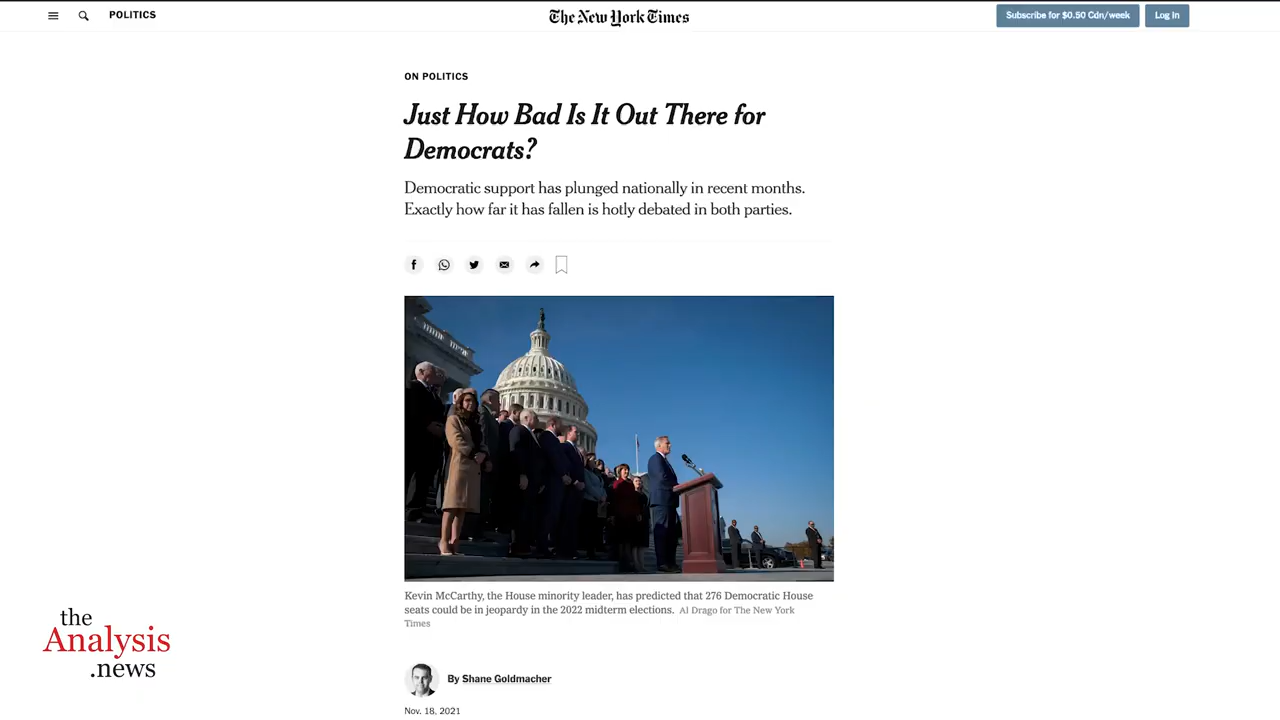 POLITICS
The New York Times
Subscribe for $0.50 Cdn/week
Log In
ON POLITICS
Just How Bad Is It Out There for
Democrats?
Democratic support has plunged nationally in recent months.
Exactly how far it has fallen is hotly debated in both parties.
Kevin McCarthy, the House minority leader, has predicted that 276 Democratic House
seats could be in jeopardy in the 2022 midterm elections. Al Drago for The New York
Times
By Shane Goldmacher
Nov. 18, 2021
the
Analysis
.news